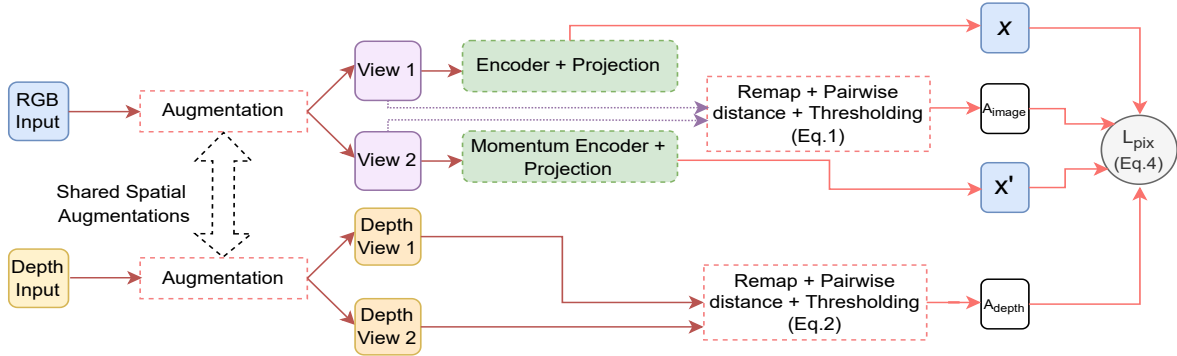 RGB
Input
Augmentation
View 1
View 2
Encoder + Projection
Momentum Encoder +
Projection
Remap + Pairwise
distance + Thresholding
(Eq.1)
x
A_image
x'
L_pix
(Eq.4)
Shared Spatial
Augmentations
Depth
Input
Augmentation
Depth
View 1
Depth
View 2
Remap + Pairwise
distance + Thresholding
(Eq.2)
A_depth